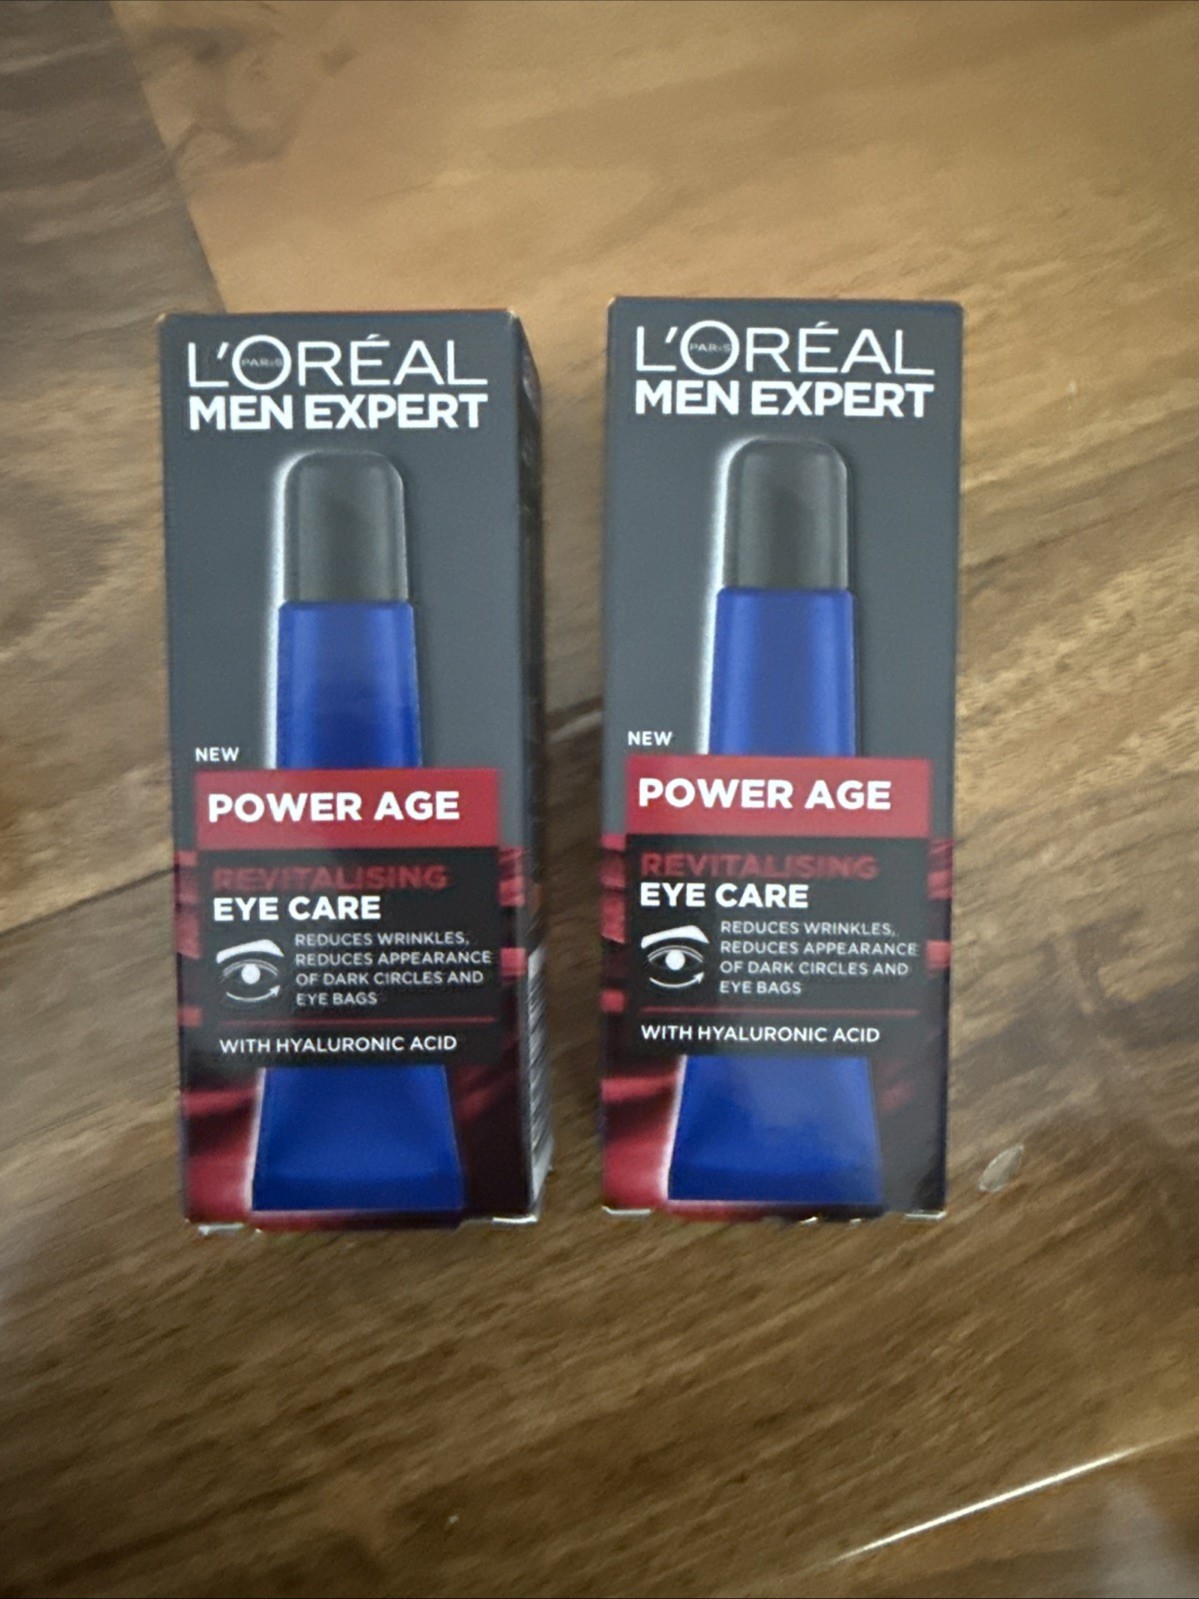 L'ORÉAL
PARIS
MEN EXPERT
NEW
POWER AGE
REVITALISING
EYE CARE
REDUCES WRINKLES,
REDUCES APPEARANCE
OF DARK CIRCLES AND
EYE BAGS
WITH HYALURONIC ACID
L'ORÉAL
PARIS
MEN EXPERT
NEW
POWER AGE
REVITALISING
EYE CARE
REDUCES WRINKLES,
REDUCES APPEARANCE
OF DARK CIRCLES AND
EYE BAGS
WITH HYALURONIC ACID